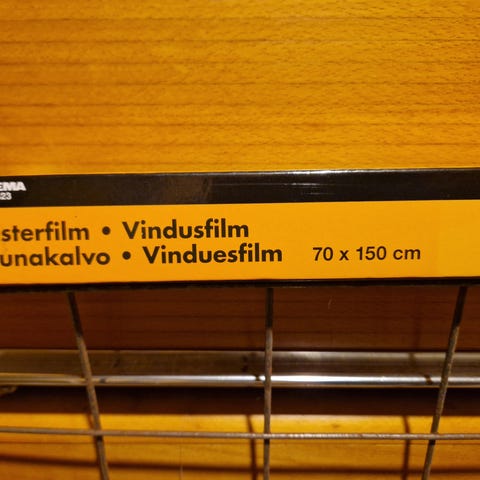 EMA
23
sterfilm • Vindusfilm
unakalvo • Vinduesfilm 70 x 150 cm